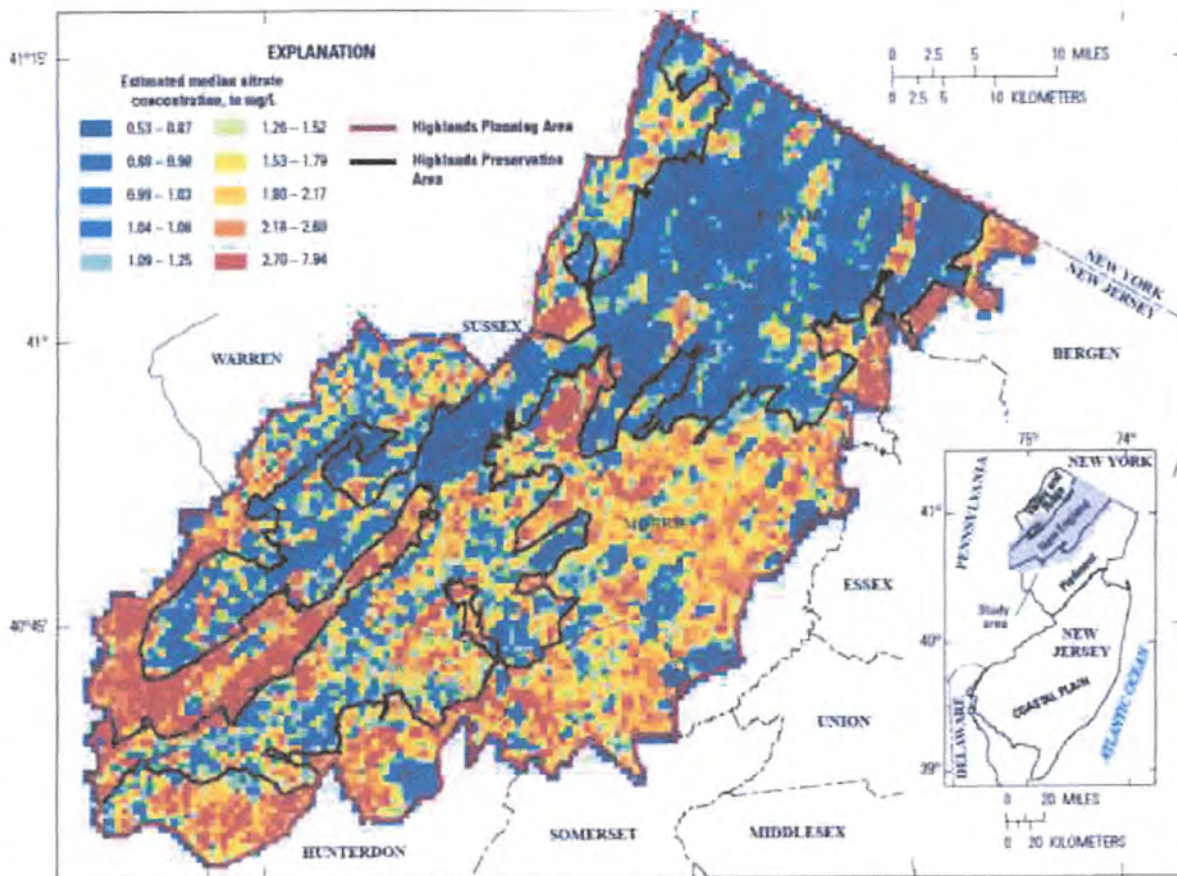 EXPLANATION
Estimated median nitrate
concentration, in mg/L
0.53 – 0.87
0.88 – 0.98
0.99 – 1.03
1.04 – 1.08
1.09 – 1.25
1.26 – 1.52
1.53 – 1.79
1.80 – 2.17
2.18 – 2.69
2.70 – 7.94
Highlands Planning Area
Highlands Preservation
Area
0 2.5 5 10 MILES
0 2.5 5 10 KILOMETERS
41°15'
41°
40°45'
SUSSEX
WARREN
MORRIS
NEW YORK
NEW JERSEY
BERGEN
ESSEX
UNION
MIDDLESEX
SOMERSET
HUNTERDON
75° 74°
PENNSYLVANIA
NEW YORK
41°
New England
Piedmont
Study
area
40°
NEW
JERSEY
COASTAL PLAIN
ATLANTIC OCEAN
DELAWARE
39°
0 20 MILES
0 20 KILOMETERS